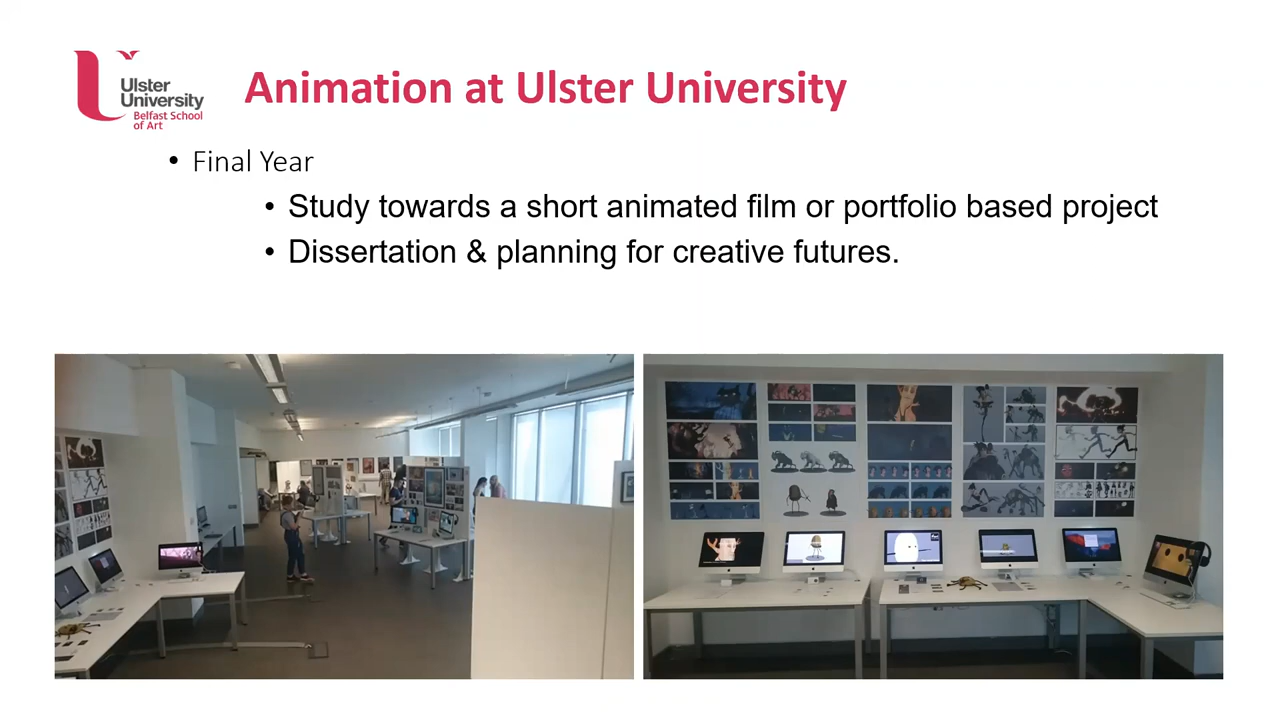 Ulster
University
Belfast School
of Art
Animation at Ulster University
• Final Year
• Study towards a short animated film or portfolio based project
• Dissertation & planning for creative futures.